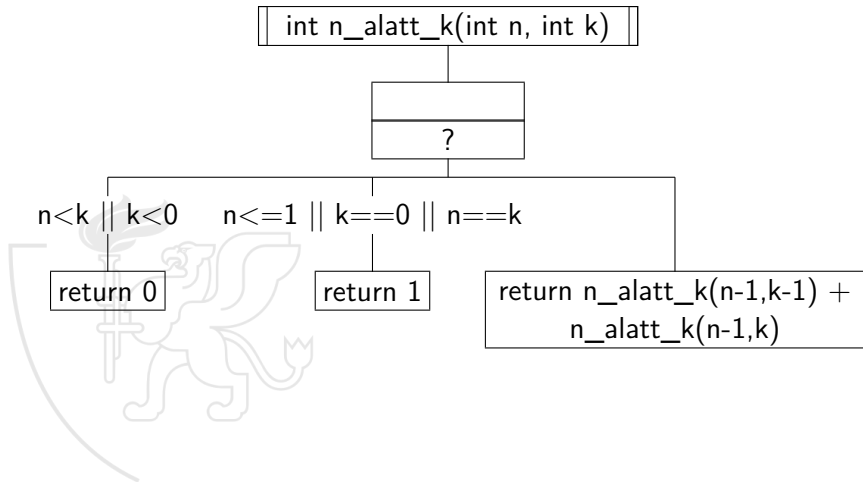 int n_alatt_k(int n, int k)
?
n<k || k<0
n<=1 || k==0 || n==k
return 0
return 1
return n_alatt_k(n-1,k-1) +
n_alatt_k(n-1,k)